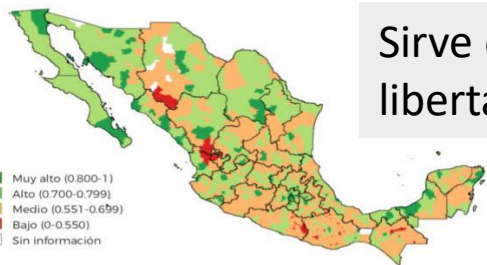 Sirve
liberta
Muy alto (0.800-1)
Alto (0.700-0.799)
Medio (0.551-0.699)
Bajo (0-0.550)
Sin información